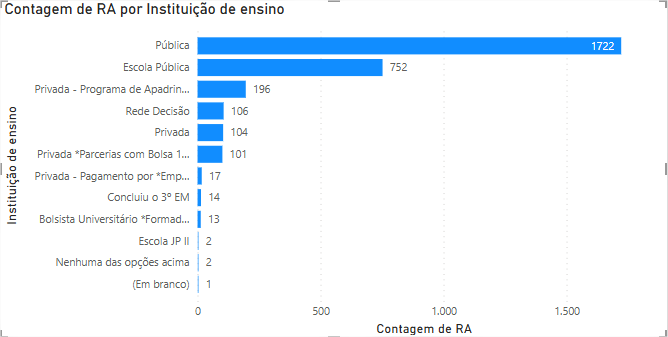 Contagem de RA por Instituição de ensino
Instituição de ensino
Pública 1722
Escola Pública 752
Privada - Programa de Apadrin... 196
Rede Decisão 106
Privada 104
Privada *Parcerias com Bolsa 1... 101
Privada - Pagamento por *Emp... 17
Concluiu o 3º EM 14
Bolsista Universitário *Formad... 13
Escola JP II 2
Nenhuma das opções acima 2
(Em branco) 1
0 500 1.000 1.500
Contagem de RA